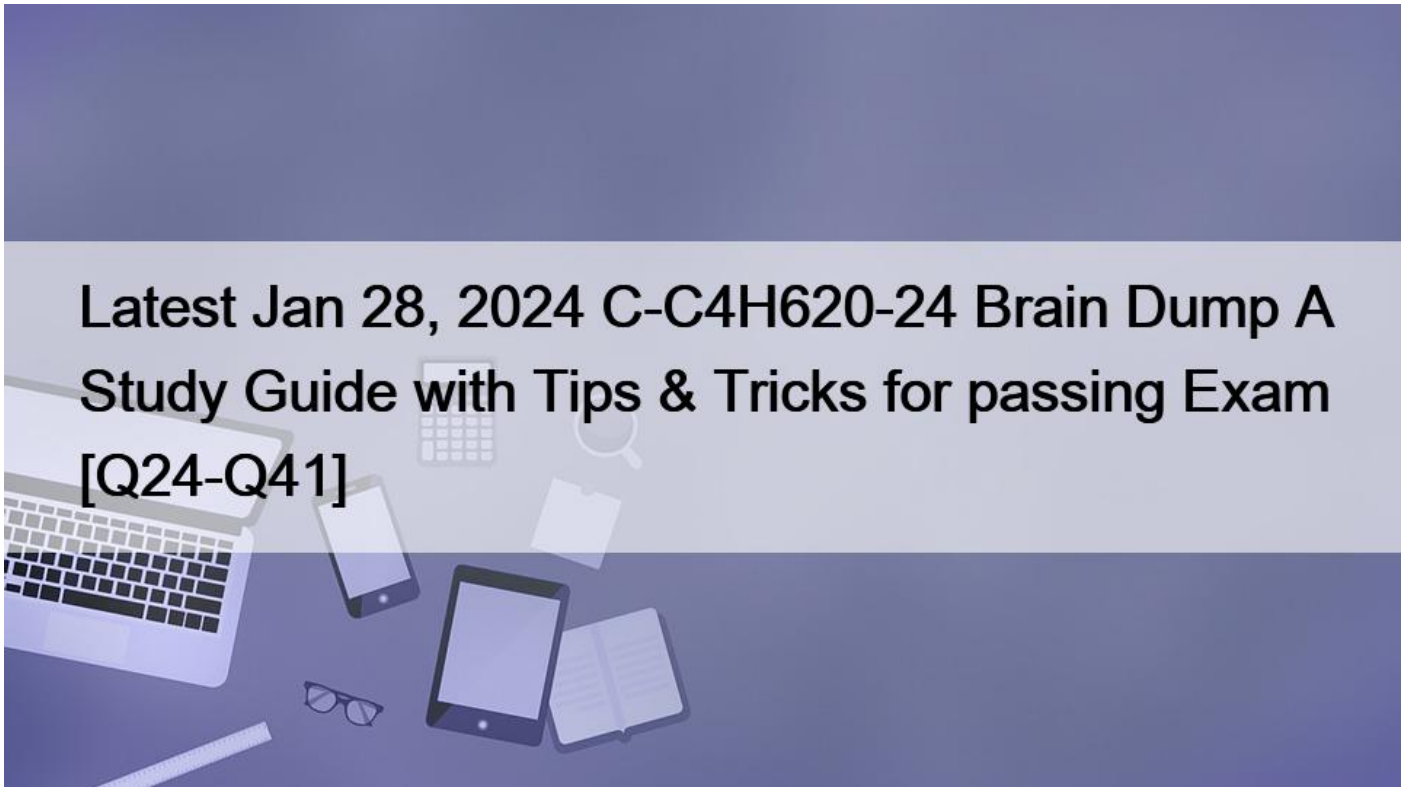 Latest Jan 28, 2024 C-C4H620-24 Brain Dump A
Study Guide with Tips & Tricks for passing Exam
[Q24-Q41]